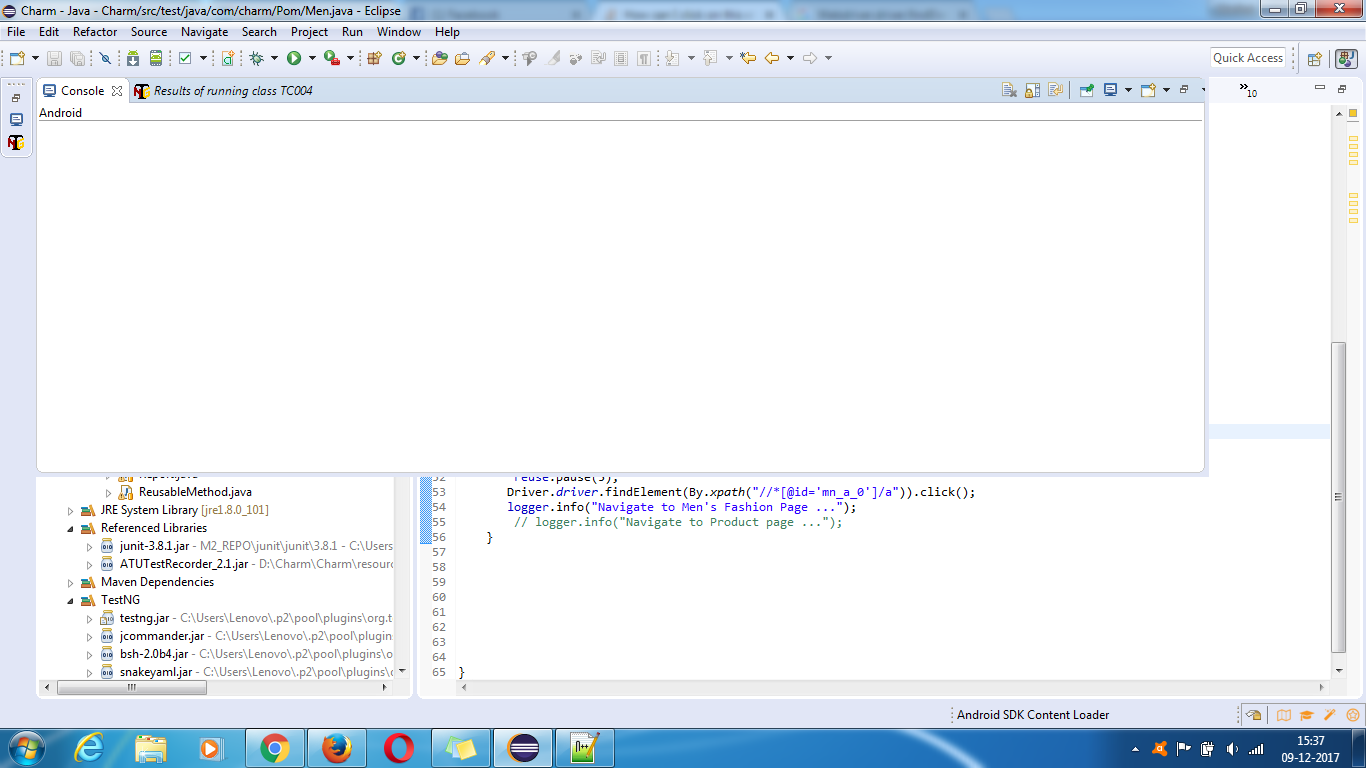 Charm - Java - Charm/src/test/java/com/charm/Pom/Men.java - Eclipse
File Edit Refactor Source Navigate Search Project Run Window Help
Quick Access
Console Results of running class TC004
»10
Android
ReusableMethod.java
JRE System Library [jre1.8.0_101]
Referenced Libraries
junit-3.8.1.jar - M2_REPO\junit\junit\3.8.1 - C:\Users
ATUTestRecorder_2.1.jar - D:\Charm\Charm\resourc
Maven Dependencies
TestNG
testng.jar - C:\Users\Lenovo\.p2\pool\plugins\org.t
jcommander.jar - C:\Users\Lenovo\.p2\pool\plugin
bsh-2.0b4.jar - C:\Users\Lenovo\.p2\pool\plugins\o
snakeyaml.jar - C:\Users\Lenovo\.p2\pool\plugins\
52 reuse.pause(5);
53 Driver.driver.findElement(By.xpath("//*[@id='mn_a_0']/a")).click();
54 logger.info("Navigate to Men's Fashion Page ...");
55 // logger.info("Navigate to Product page ...");
56 }
57
58
59
60
61
62
63
64
65 }
Android SDK Content Loader
15:37
09-12-2017